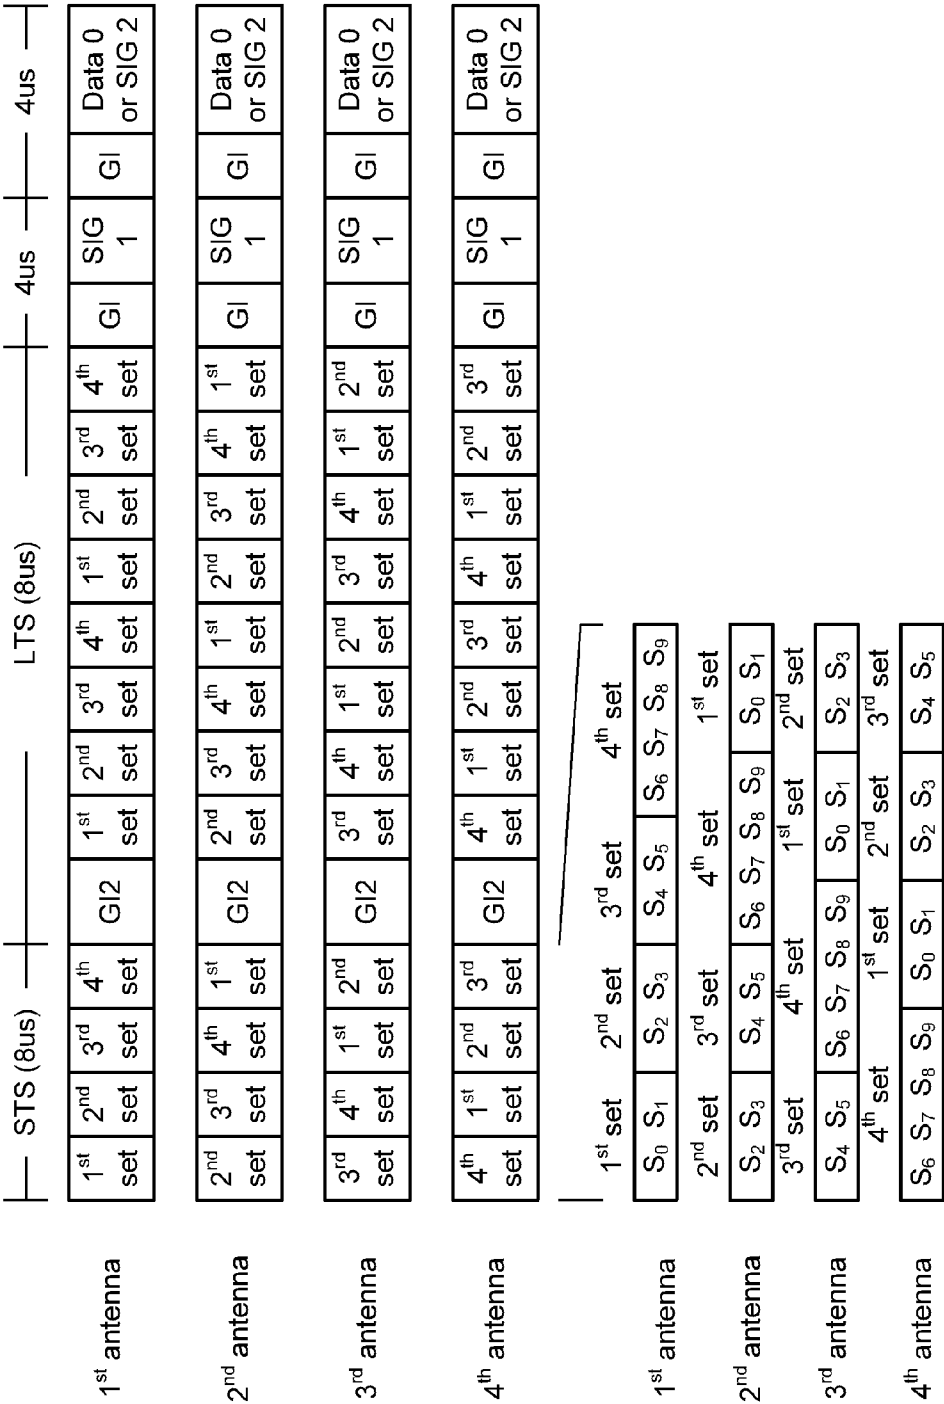 STS (8us) LTS (8us) 4us 4us
1st antenna 1st set 2nd set 3rd set 4th set GI2 1st set 2nd set 3rd set 4th set 1st set 2nd set 3rd set 4th set GI SIG 1 GI Data 0 or SIG 2
2nd antenna 2nd set 3rd set 4th set 1st set GI2 2nd set 3rd set 4th set 1st set 2nd set 3rd set 4th set 1st set GI SIG 1 GI Data 0 or SIG 2
3rd antenna 3rd set 4th set 1st set 2nd set GI2 3rd set 4th set 1st set 2nd set 3rd set 4th set 1st set 2nd set GI SIG 1 GI Data 0 or SIG 2
4th antenna 4th set 1st set 2nd set 3rd set GI2 4th set 1st set 2nd set 3rd set 4th set 1st set 2nd set 3rd set GI SIG 1 GI Data 0 or SIG 2
1st set 2nd set 3rd set 4th set
1st antenna S0 S1 S2 S3 S4 S5 S6 S7 S8 S9
2nd set 3rd set 4th set 1st set
2nd antenna S2 S3 S4 S5 S6 S7 S8 S9 S0 S1
3rd set 4th set 1st set 2nd set
3rd antenna S4 S5 S6 S7 S8 S9 S0 S1 S2 S3
4th set 1st set 2nd set 3rd set
4th antenna S6 S7 S8 S9 S0 S1 S2 S3 S4 S5